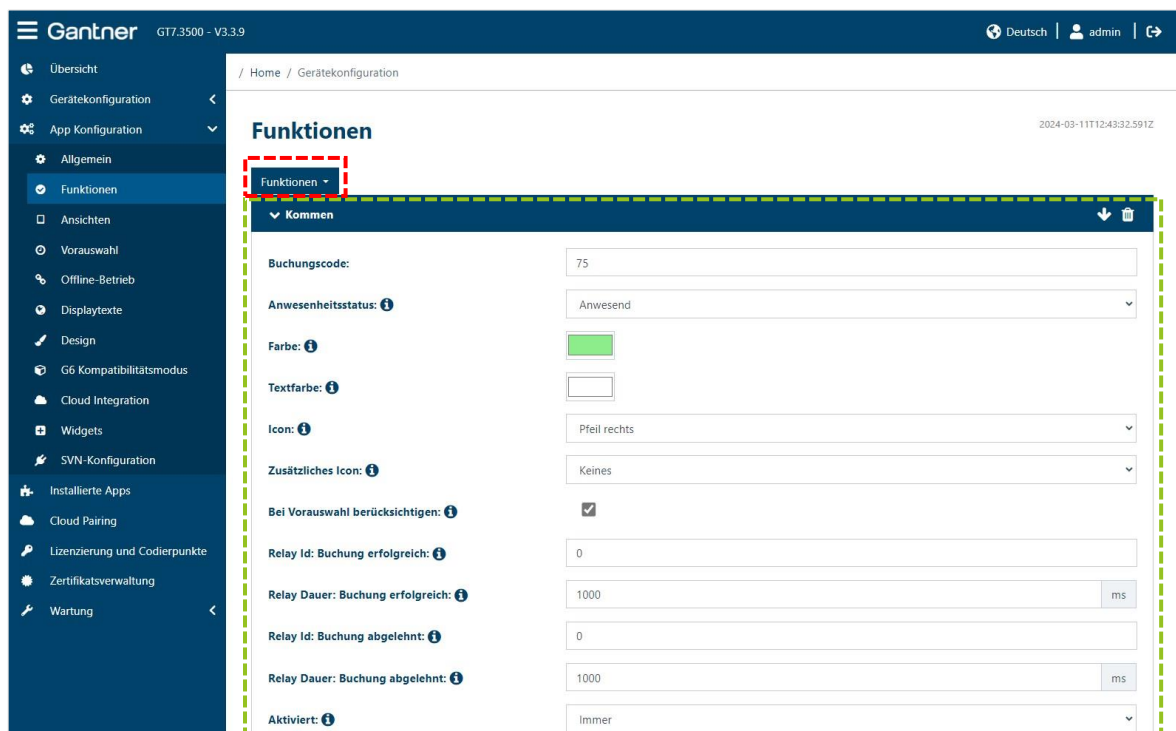 Gantner GT7.3500 - V3.3.9 Deutsch admin
Übersicht
Gerätekonfiguration
App Konfiguration
Allgemein
Funktionen
Ansichten
Vorauswahl
Offline-Betrieb
Displaytexte
Design
G6 Kompatibilitätsmodus
Cloud Integration
Widgets
SVN-Konfiguration
Installierte Apps
Cloud Pairing
Lizenzierung und Codierpunkte
Zertifikatsverwaltung
Wartung
/ Home / Gerätekonfiguration
Funktionen 2024-03-11T12:43:32.591Z
Funktionen
Kommen
Buchungscode: 75
Anwesenheitsstatus: Anwesend
Farbe:
Textfarbe:
Icon: Pfeil rechts
Zusätzliches Icon: Keines
Bei Vorauswahl berücksichtigen:
Relay Id: Buchung erfolgreich: 0
Relay Dauer: Buchung erfolgreich: 1000 ms
Relay Id: Buchung abgelehnt: 0
Relay Dauer: Buchung abgelehnt: 1000 ms
Aktiviert: Immer